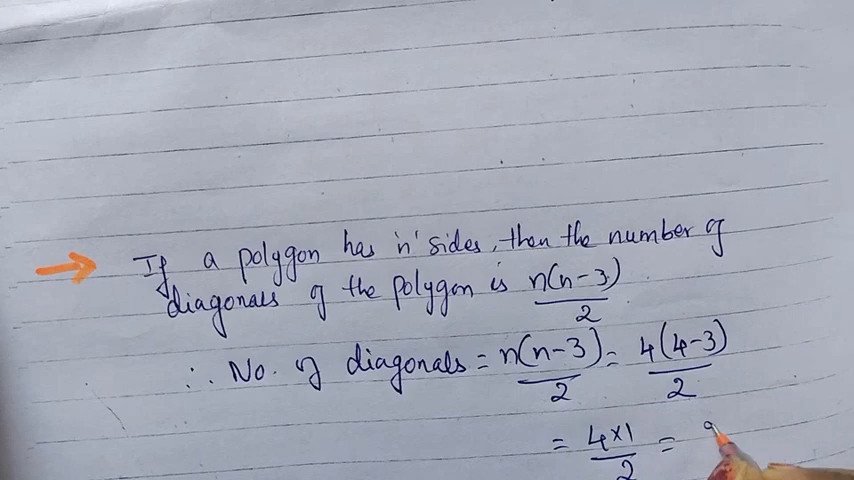 If a polygon has 'n' sides, then the number of
diagonals of the polygon is n(n-3)/2
∴ No. of diagonals = n(n-3)/2 = 4(4-3)/2
= 4×1/2 =